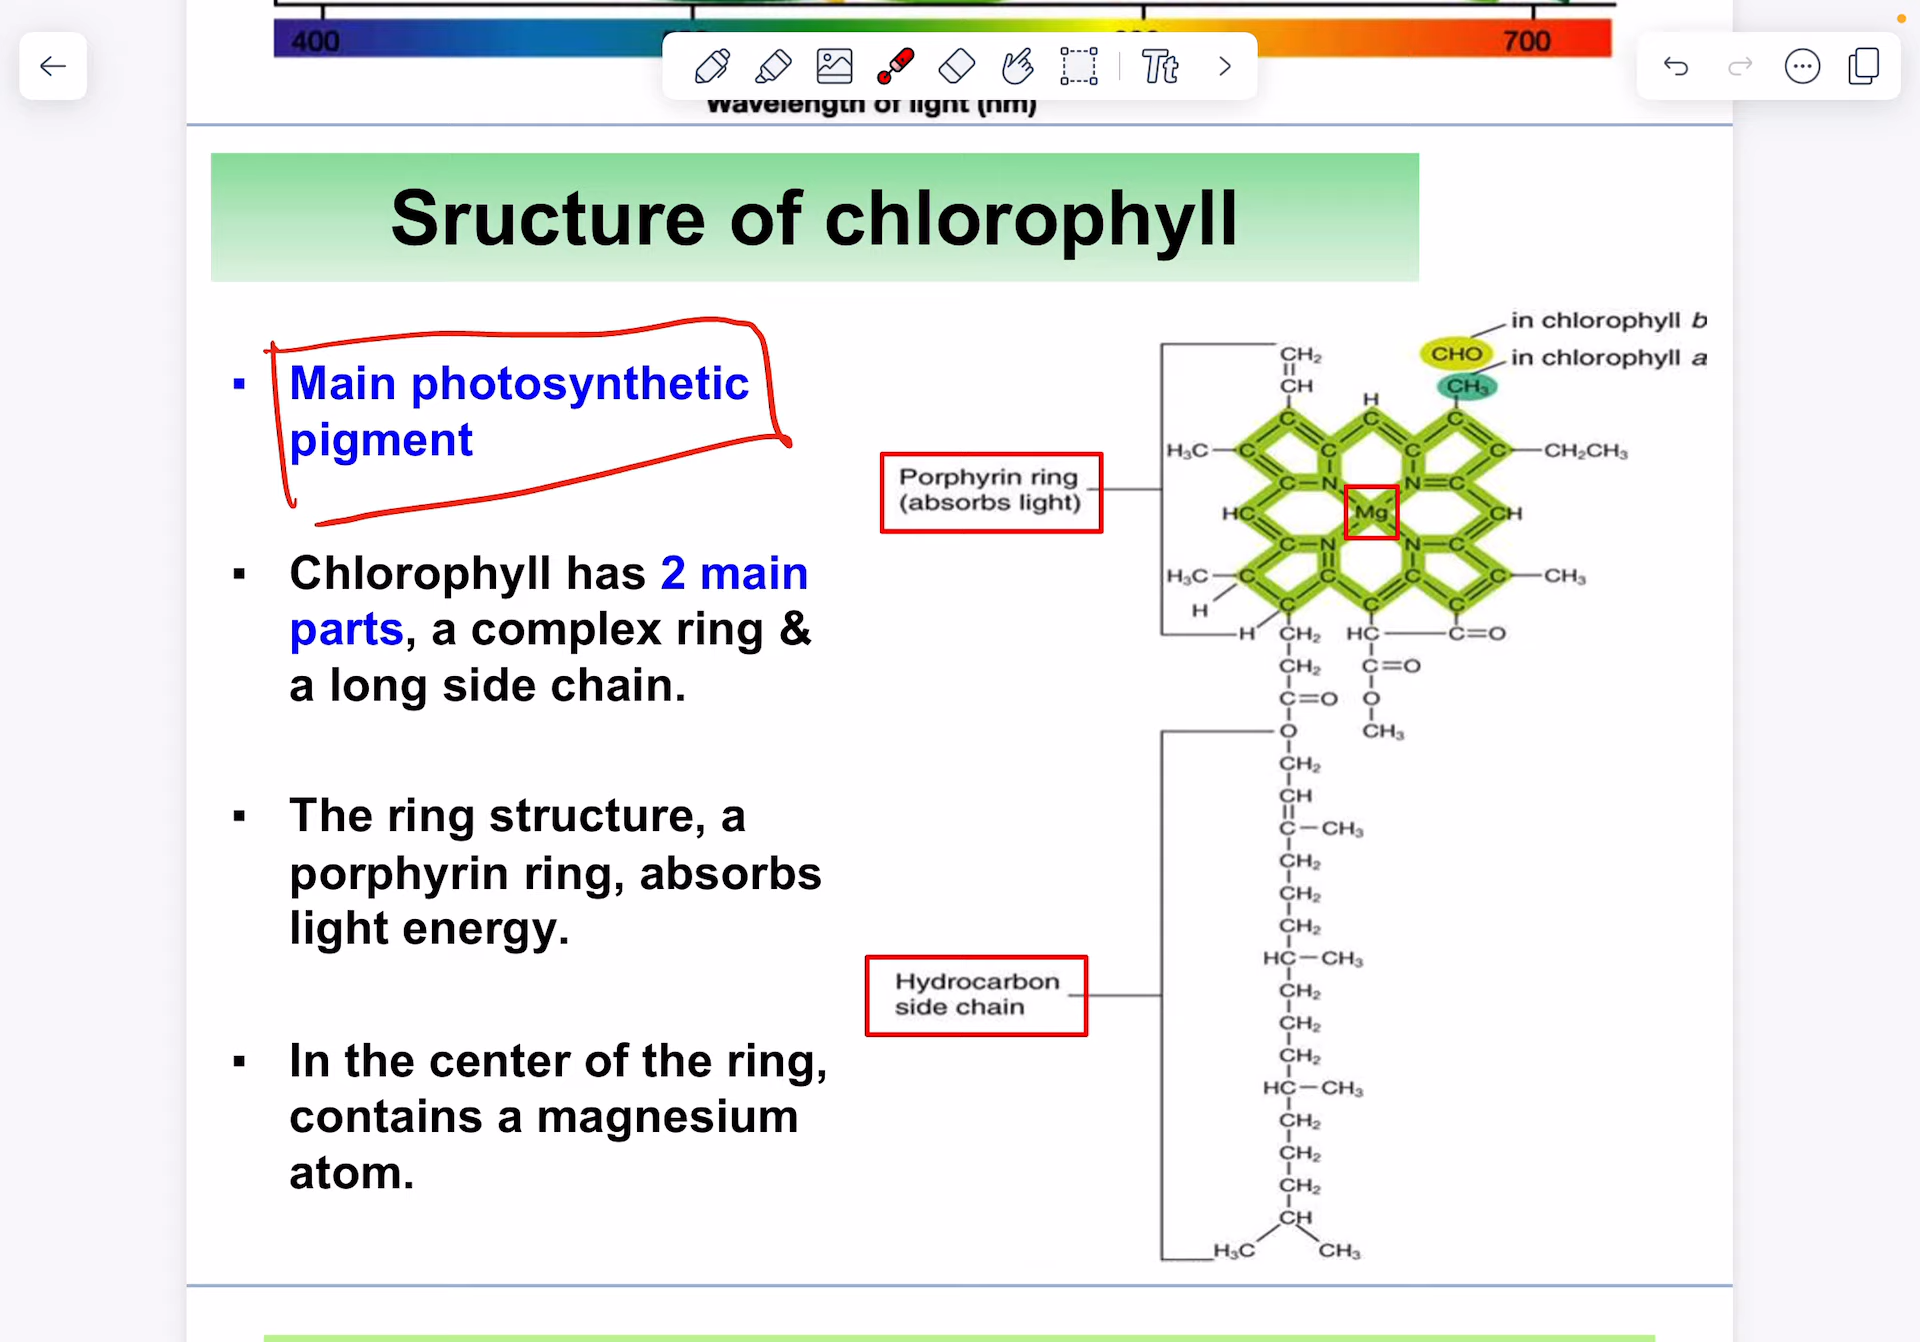 400
700
Wavelength of light (nm)
Tt
Sructure of chlorophyll
▪ Main photosynthetic
pigment
▪ Chlorophyll has 2 main
parts, a complex ring &
a long side chain.
▪ The ring structure, a
porphyrin ring, absorbs
light energy.
▪ In the center of the ring,
contains a magnesium
atom.
in chlorophyll b
CHO
in chlorophyll a
CH₃
CH₂
CH
H
C C C
H₃C C C C C CH₂CH₃
C N N C
HC Mg CH
C N N C
H₃C C C C C CH₃
H
C C C
H CH₂ HC C=O
CH₂ C=O
C=O O
O CH₃
CH₂
CH
C-CH₃
CH₂
CH₂
CH₂
HC-CH₃
CH₂
CH₂
CH₂
HC-CH₃
CH₂
CH₂
CH₂
CH
H₃C CH₃
Porphyrin ring
(absorbs light)
Hydrocarbon
side chain